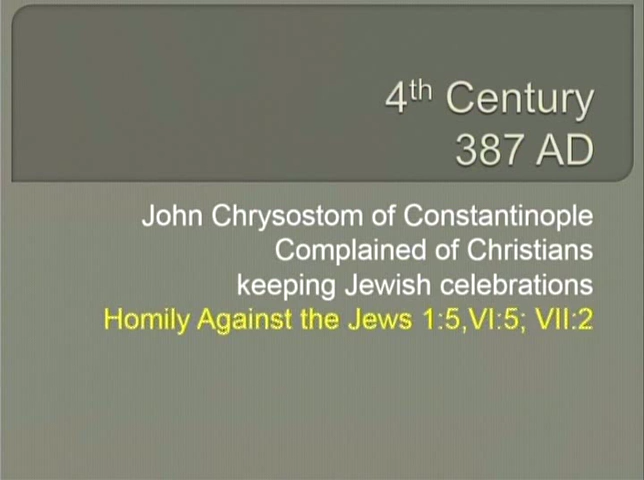 4th Century
387 AD
John Chrysostom of Constantinople
Complained of Christians
keeping Jewish celebrations
Homily Against the Jews 1:5,VI:5; VII:2